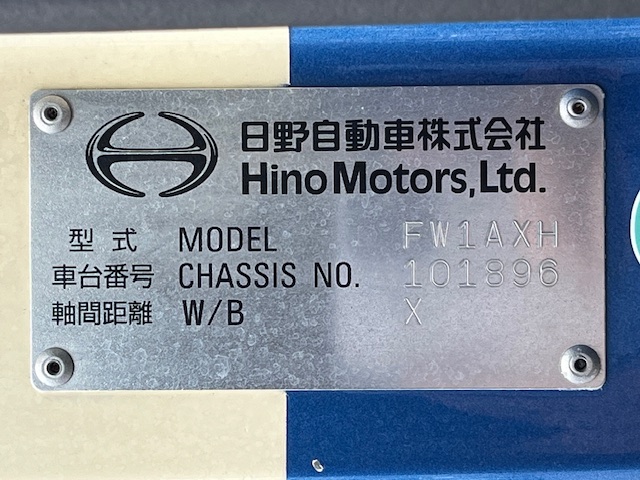 日野自動車株式会社
Hino Motors, Ltd.
型式 MODEL FW1AXH
車台番号 CHASSIS NO. 101896
軸間距離 W/B X